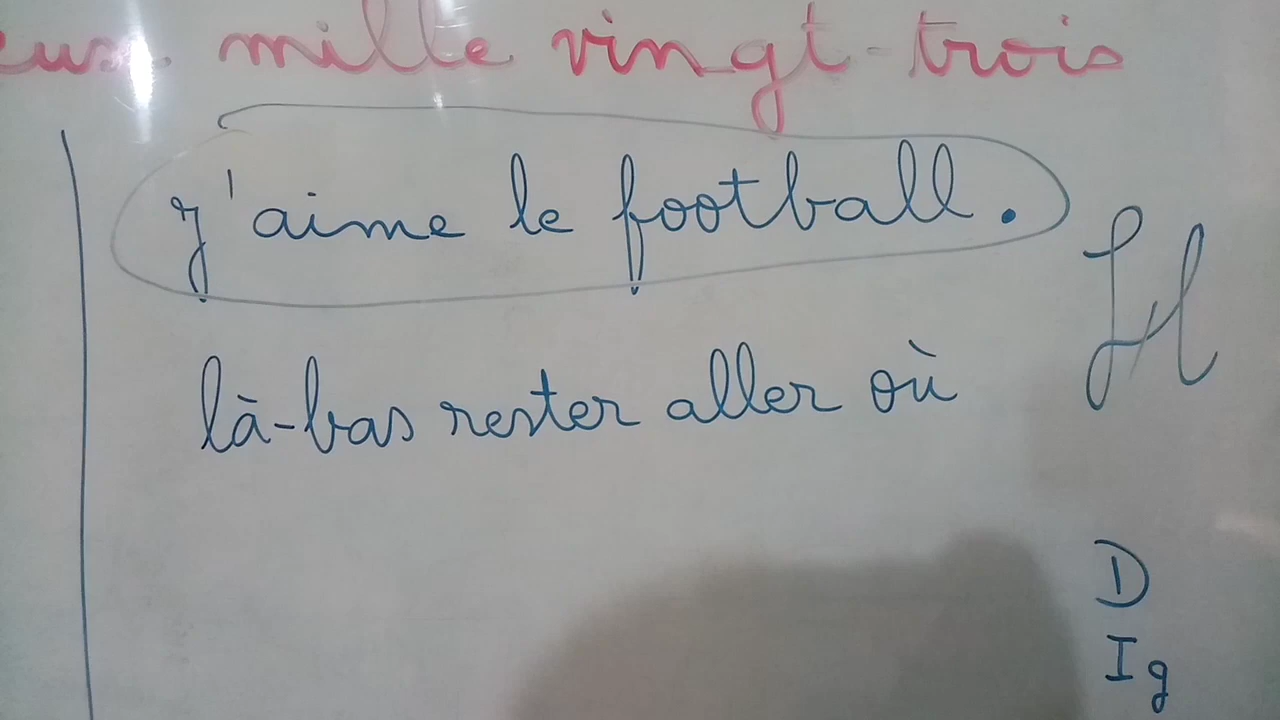 mille vingt-trois
j'aime le football.
là-bas rester aller où
D
Ig